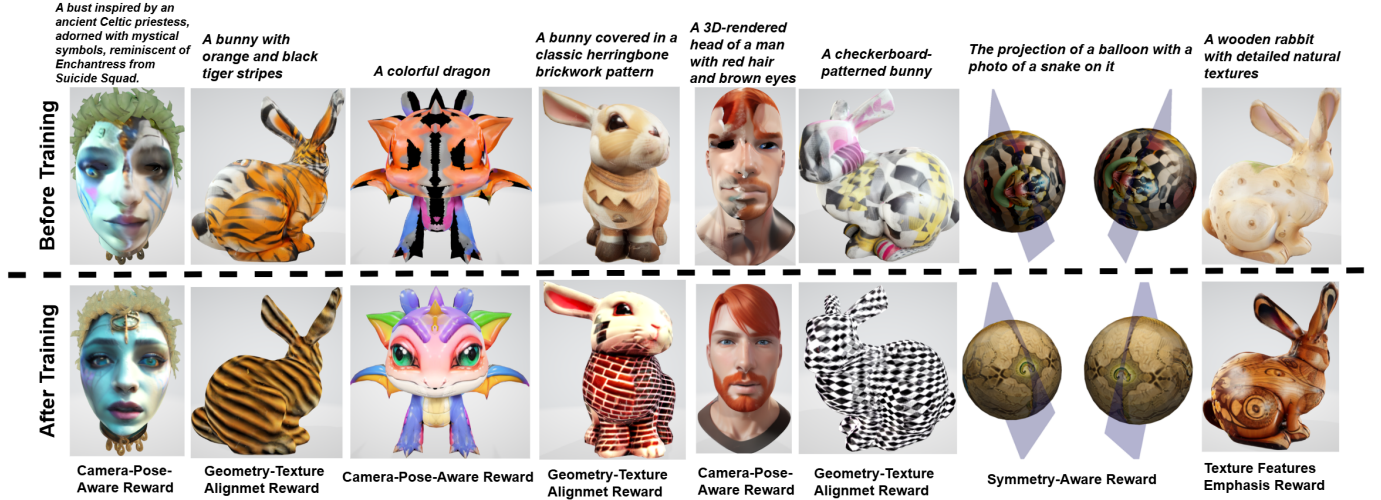 A bust inspired by an
ancient Celtic priestess,
adorned with mystical
symbols, reminiscent of
Enchantress from
Suicide Squad.
A bunny with
orange and black
tiger stripes
A colorful dragon
A bunny covered in a
classic herringbone
brickwork pattern
A 3D-rendered
head of a man
with red hair
and brown eyes
A checkerboard-
patterned bunny
The projection of a balloon with a
photo of a snake on it
A wooden rabbit
with detailed natural
textures
Before Training
After Training
Camera-Pose-
Aware Reward
Geometry-Texture
Alignmet Reward
Camera-Pose-Aware Reward
Geometry-Texture
Alignmet Reward
Camera-Pose-
Aware Reward
Geometry-Texture
Alignmet Reward
Symmetry-Aware Reward
Texture Features
Emphasis Reward